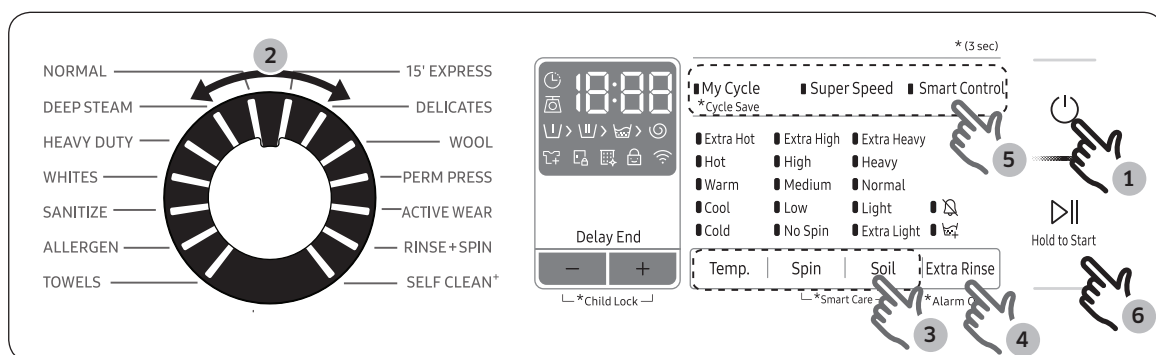 2
NORMAL
15' EXPRESS
DEEP STEAM
DELICATES
HEAVY DUTY
WOOL
WHITES
PERM PRESS
SANITIZE
ACTIVE WEAR
ALLERGEN
RINSE+SPIN
TOWELS
SELF CLEAN+
18:88
Delay End
− +
*Child Lock
* (3 sec)
My Cycle Super Speed Smart Control
*Cycle Save
Extra Hot Extra High Extra Heavy
Hot High Heavy
Warm Medium Normal
Cool Low Light
Cold No Spin Extra Light
Temp. Spin Soil Extra Rinse
*Smart Care *Alarm
5
3
4
1
Hold to Start
6